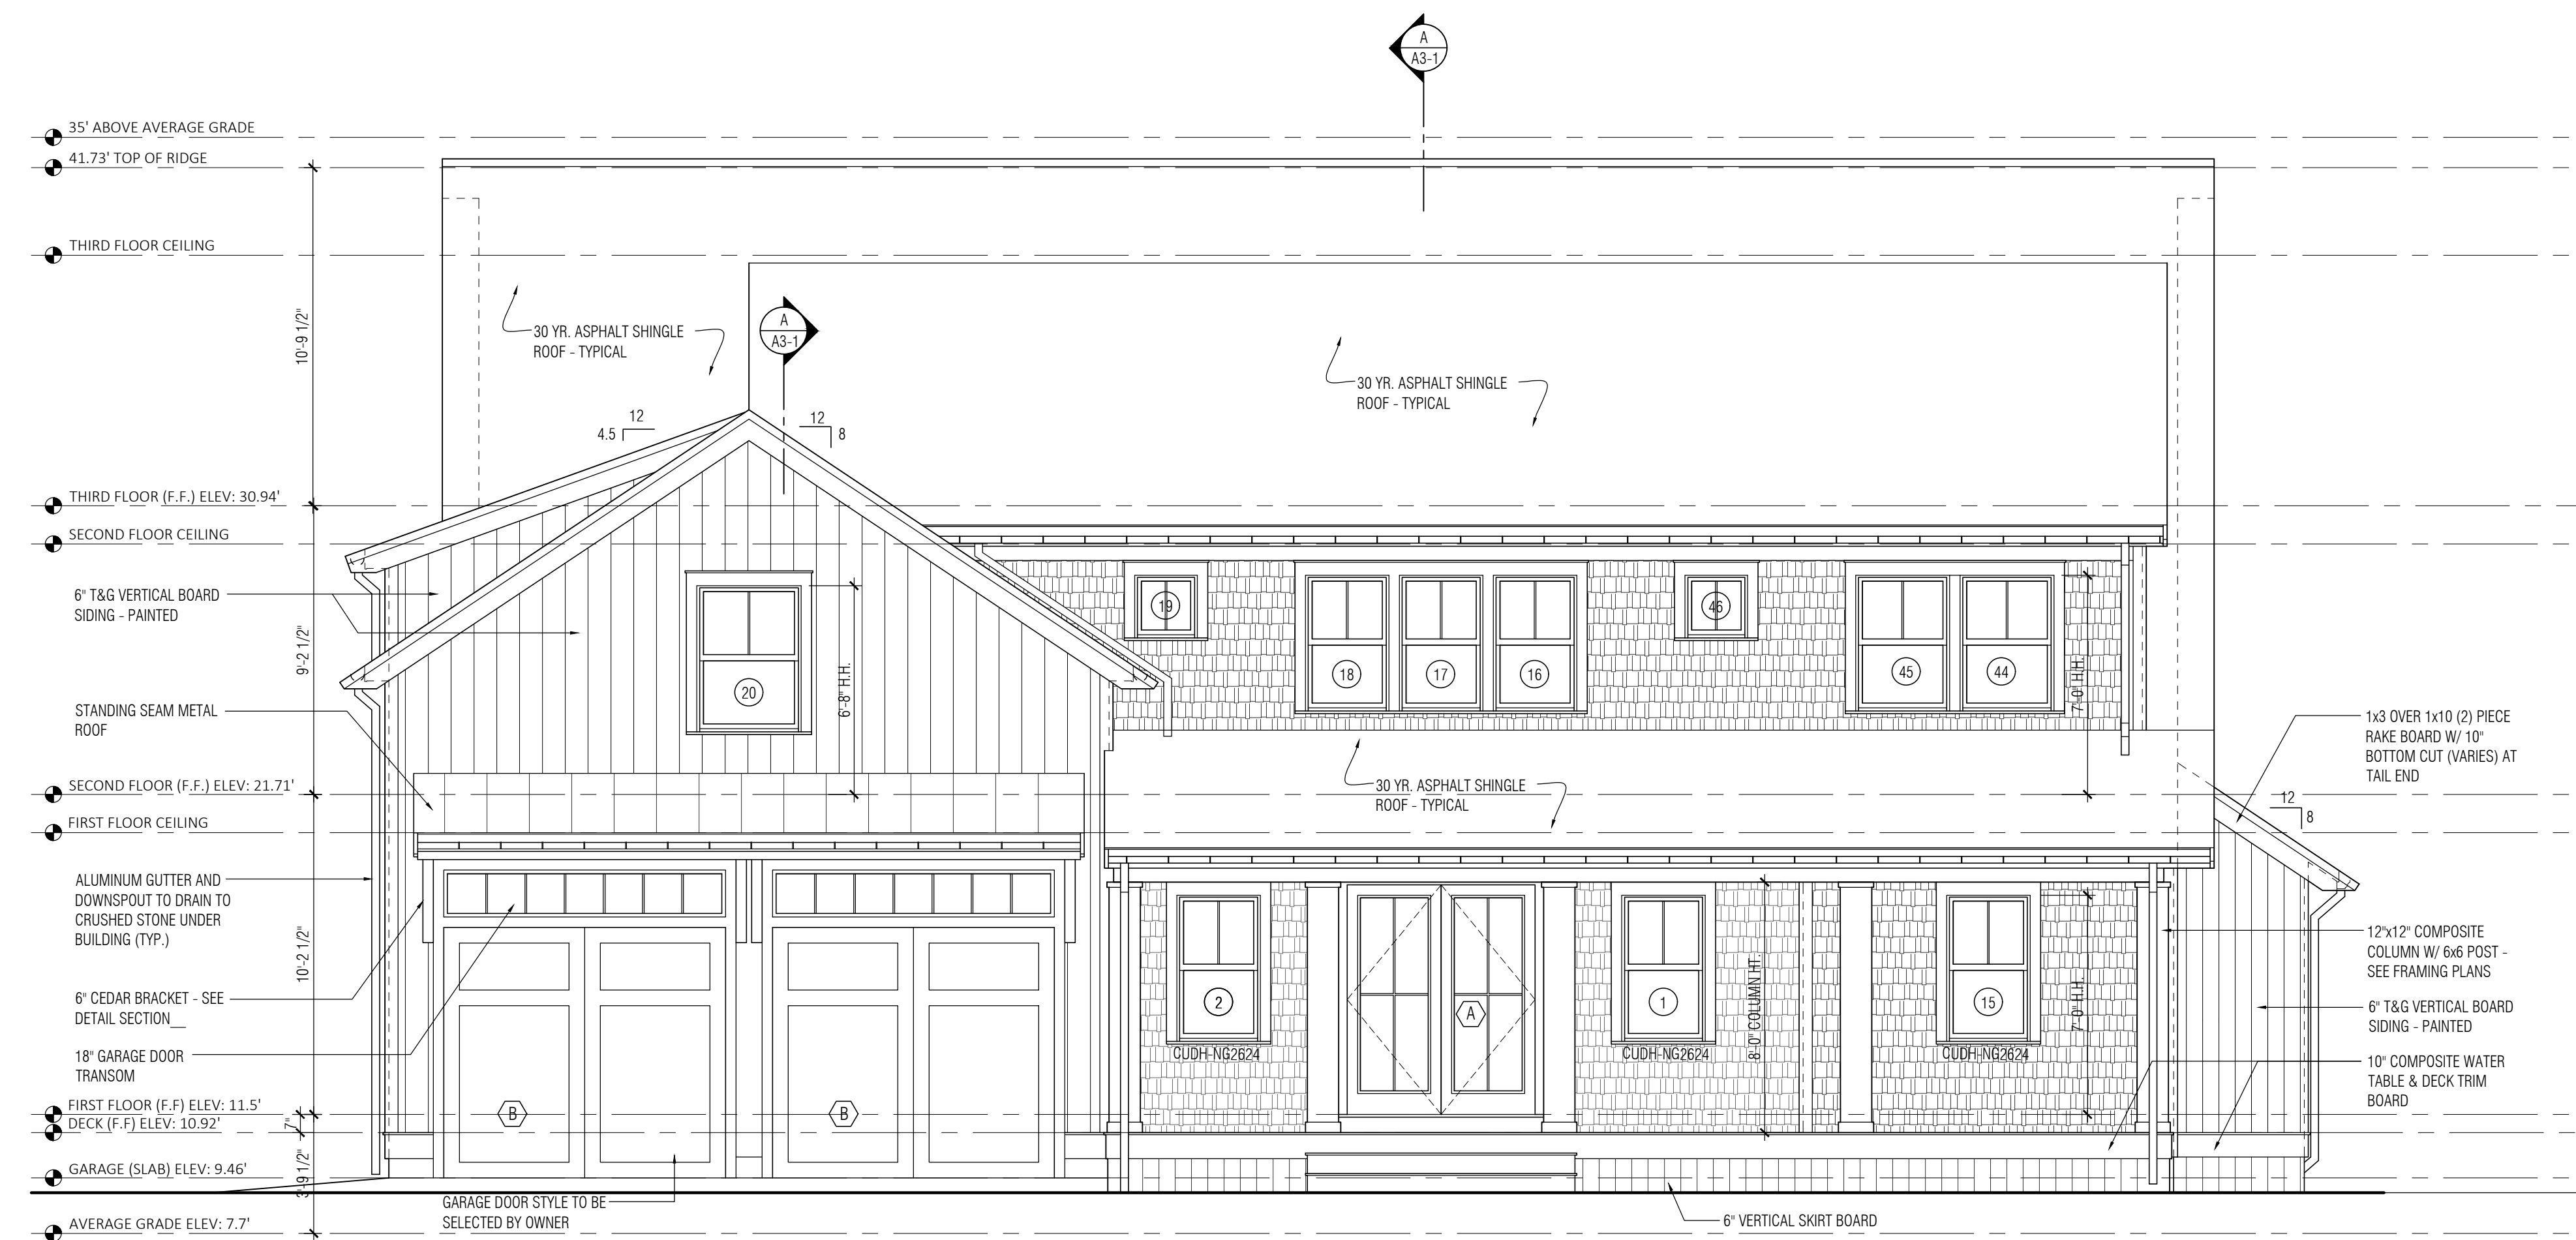 A
A3-1
35' ABOVE AVERAGE GRADE
41.73' TOP OF RIDGE
THIRD FLOOR CEILING
10'-9 1/2"
30 YR. ASPHALT SHINGLE
ROOF - TYPICAL
A
A3-1
30 YR. ASPHALT SHINGLE
ROOF - TYPICAL
12
4.5
12
8
THIRD FLOOR (F.F.) ELEV: 30.94'
SECOND FLOOR CEILING
6" T&G VERTICAL BOARD
SIDING - PAINTED
9'-2 1/2"
20
6'-8" H.H.
19
18
17
16
46
45
44
7'-0" H.H.
STANDING SEAM METAL
ROOF
1x3 OVER 1x10 (2) PIECE
RAKE BOARD W/ 10"
BOTTOM CUT (VARIES) AT
TAIL END
SECOND FLOOR (F.F.) ELEV: 21.71'
30 YR. ASPHALT SHINGLE
ROOF - TYPICAL
12
8
FIRST FLOOR CEILING
ALUMINUM GUTTER AND
DOWNSPOUT TO DRAIN TO
CRUSHED STONE UNDER
BUILDING (TYP.)
10'-2 1/2"
6" CEDAR BRACKET - SEE
DETAIL SECTION__
18" GARAGE DOOR
TRANSOM
2
CUDH-NG2624
A
1
CUDH-NG2624
8'-0" COLUMN HT.
15
CUDH-NG2624
7'-0" H.H.
12"x12" COMPOSITE
COLUMN W/ 6x6 POST -
SEE FRAMING PLANS
6" T&G VERTICAL BOARD
SIDING - PAINTED
10" COMPOSITE WATER
TABLE & DECK TRIM
BOARD
FIRST FLOOR (F.F) ELEV: 11.5'
DECK (F.F) ELEV: 10.92'
7"
B
B
GARAGE (SLAB) ELEV: 9.46'
3'-9 1/2"
GARAGE DOOR STYLE TO BE
SELECTED BY OWNER
6" VERTICAL SKIRT BOARD
AVERAGE GRADE ELEV: 7.7'